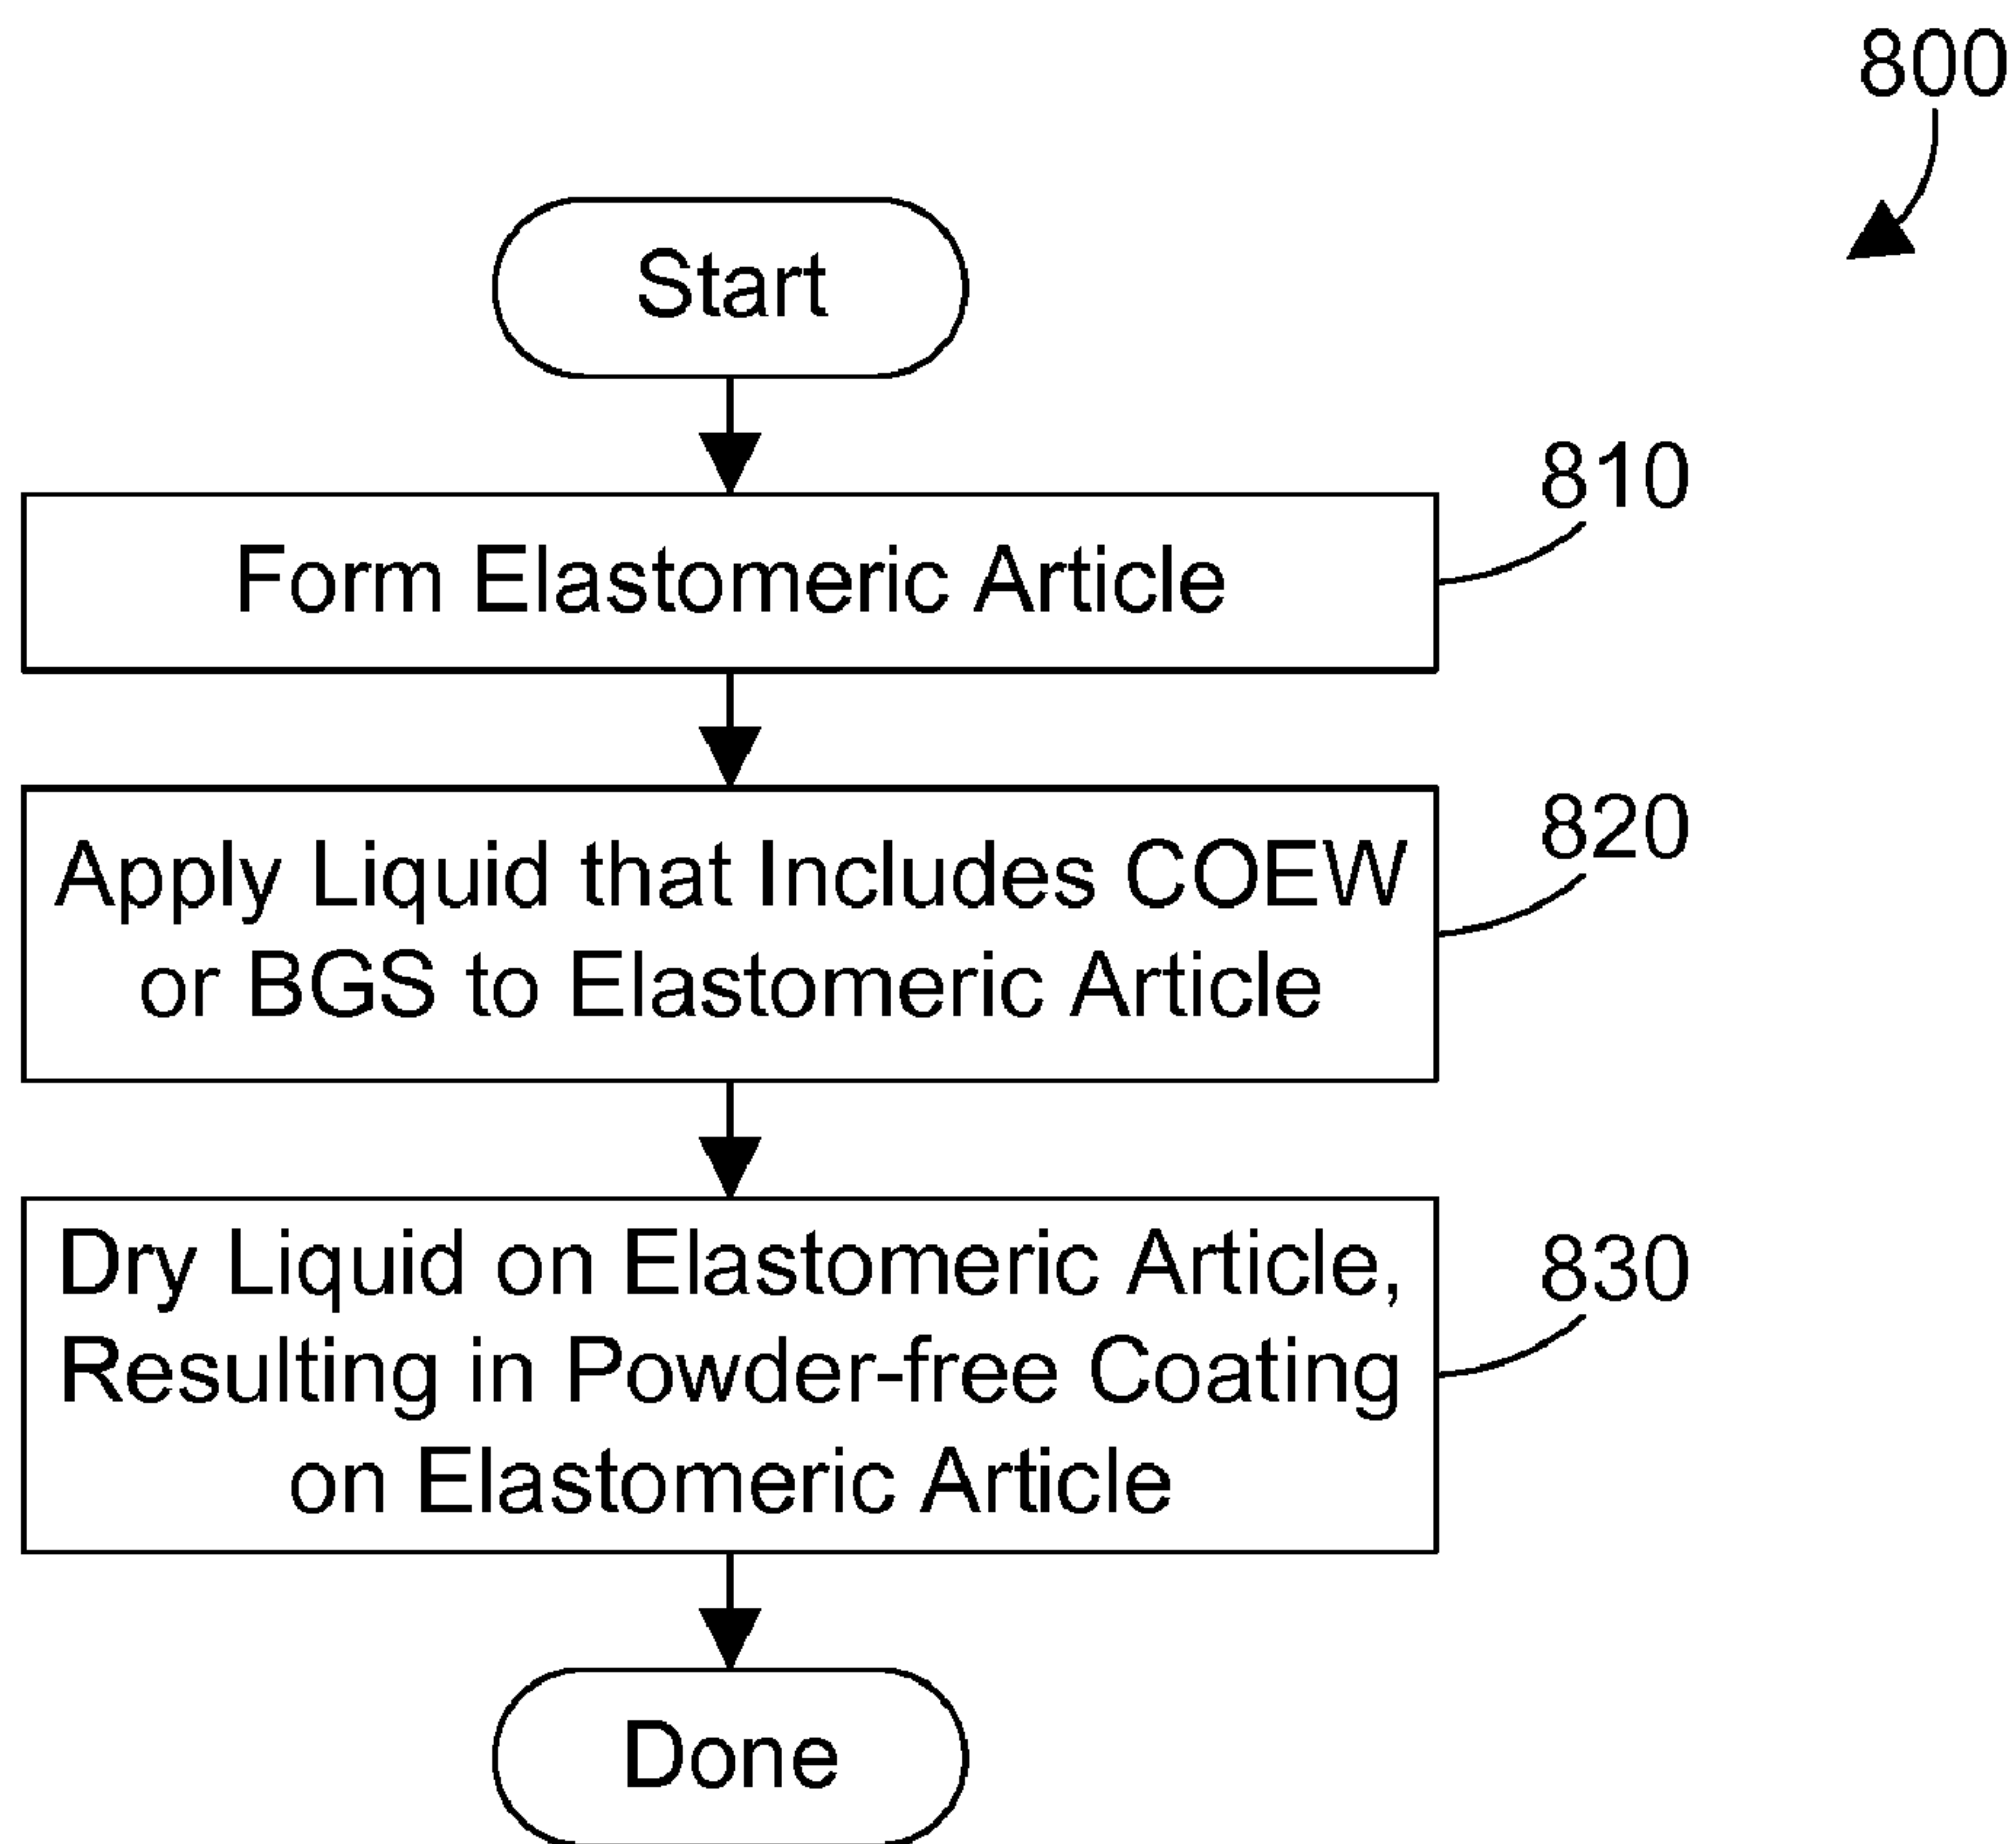 800
Start
810
Form Elastomeric Article
820
Apply Liquid that Includes COEW
or BGS to Elastomeric Article
830
Dry Liquid on Elastomeric Article,
Resulting in Powder-free Coating
on Elastomeric Article
Done